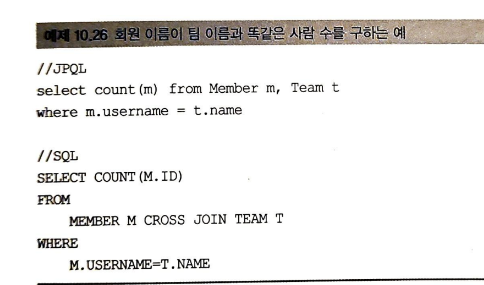 예제 10.26 회원 이름이 팀 이름과 똑같은 사람 수를 구하는 예
//JPQL
select count(m) from Member m, Team t
where m.username = t.name
//SQL
SELECT COUNT(M.ID)
FROM
MEMBER M CROSS JOIN TEAM T
WHERE
M.USERNAME=T.NAME